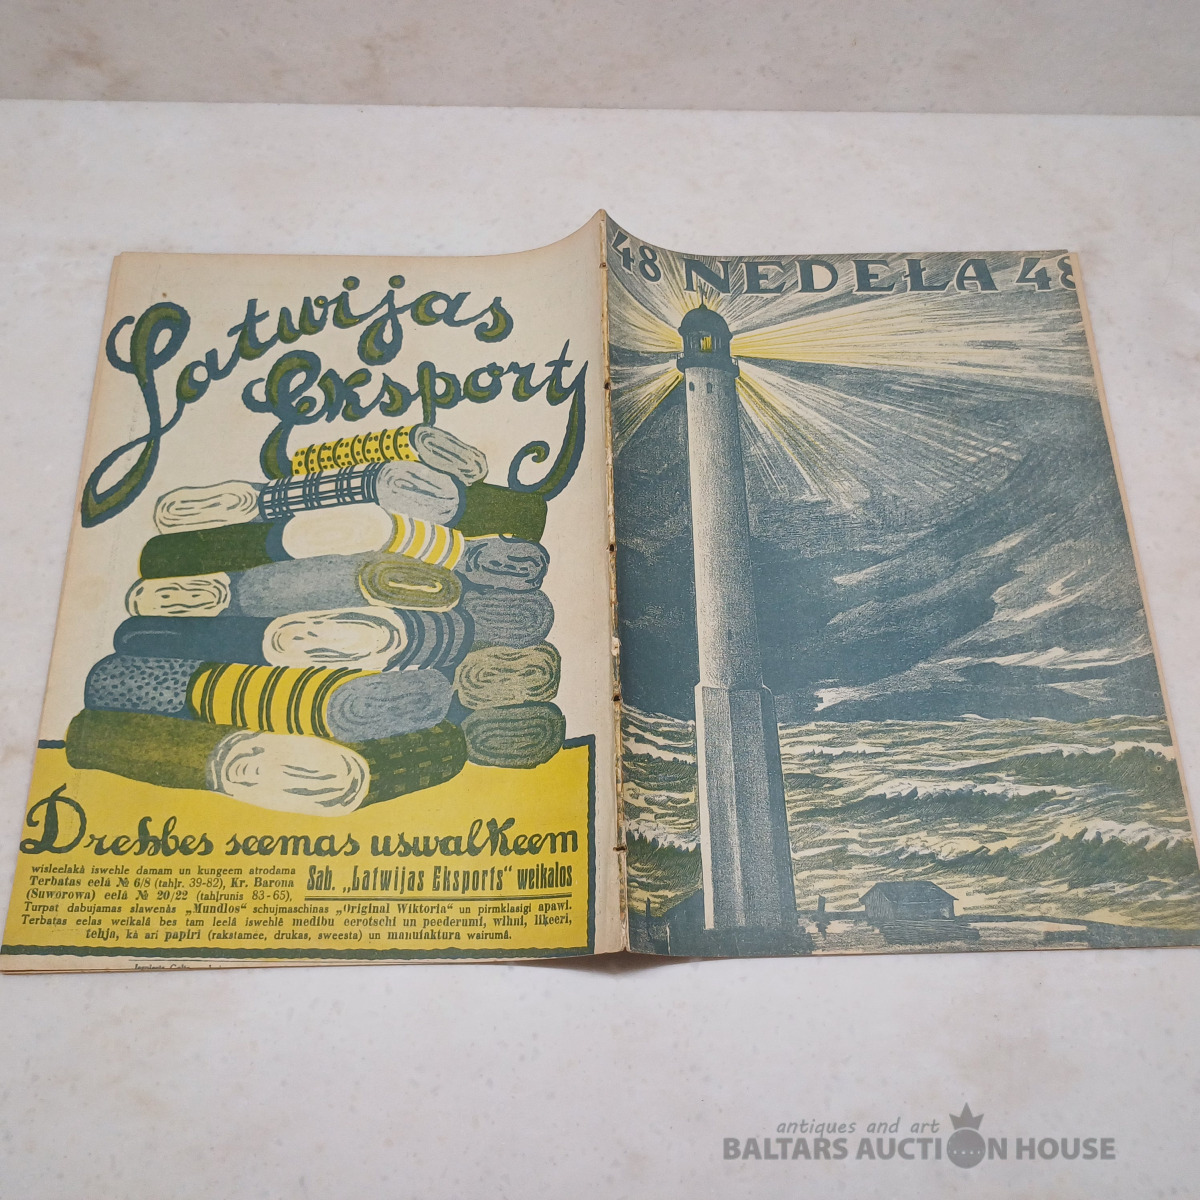 Latwijas
Eksports
Drehbes seemas uswalkeem
wisleelakā iswehle damam un kungeem atrodama
Terbatas eelā № 6/8 (tahlr. 39-82), Kr. Barona
(Suworowa) eelā № 20/22 (tahlrunis 83-65),
Sab. „Latwijas Eksports" weikalos
Turpat dabujamas slawenās „Mundlos" schujmaschinas „Original Wiktoria" un pirmklasigi apawi.
Terbatas eelas weikalā bes tam leelā iswehlē medibu eerotschi un peederumi, wihni, likeeri,
tehja, kā arī papiri (rakstamee, drukas, sweesta) un manufaktura wairumā.
48 NEDEŁA 48
antiques and art
BALTARS AUCTION HOUSE